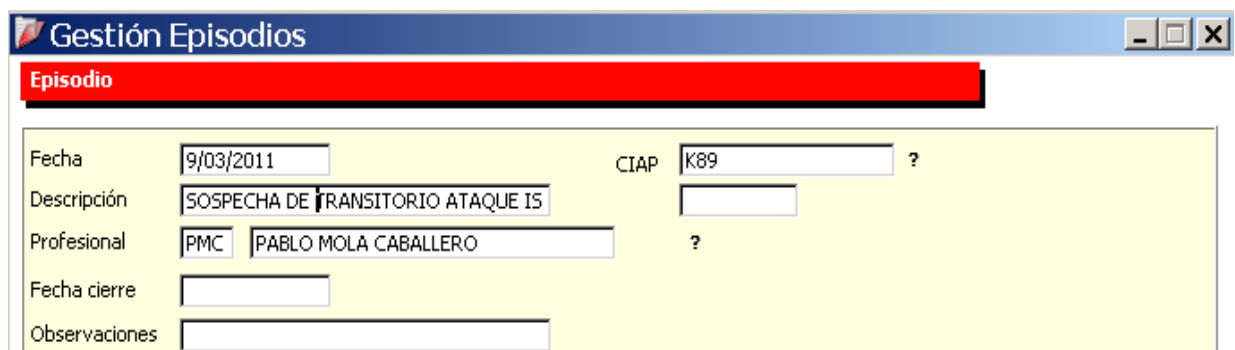 Gestión Episodios
Episodio
Fecha 9/03/2011 CIAP K89 ?
Descripción SOSPECHA DE TRANSITORIO ATAQUE IS
Profesional PMC PABLO MOLA CABALLERO ?
Fecha cierre
Observaciones